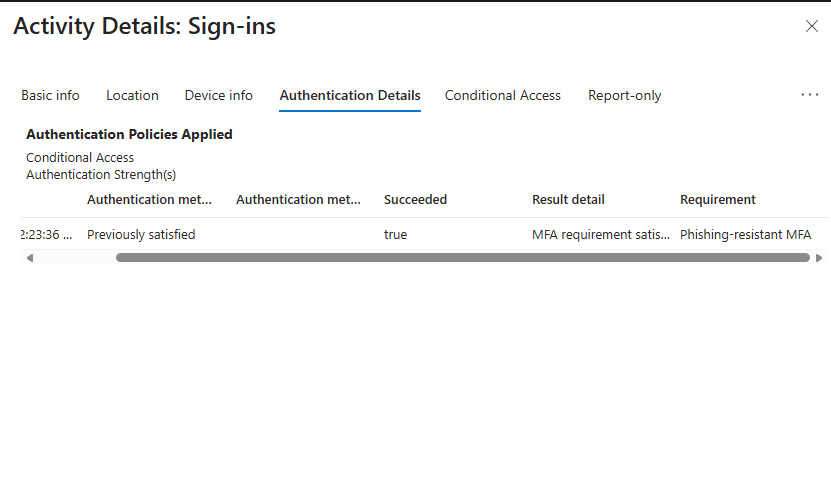 Activity Details: Sign-ins
Basic info Location Device info Authentication Details Conditional Access Report-only ...
Authentication Policies Applied
Conditional Access
Authentication Strength(s)
Authentication met... Authentication met... Succeeded Result detail Requirement
2:23:36 ... Previously satisfied true MFA requirement satis... Phishing-resistant MFA